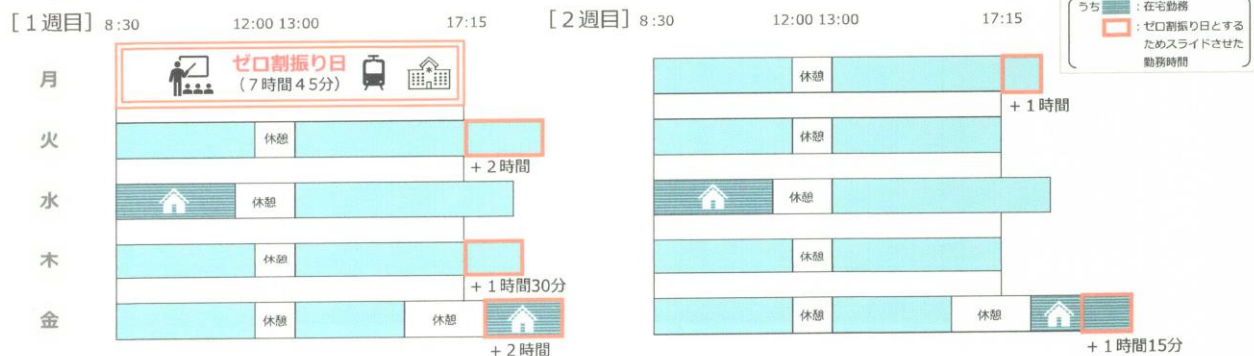 [１週目] 8:30 12:00 13:00 17:15
ゼロ割振り日
(７時間４５分)
月
火 休憩
＋２時間
水 休憩
木 休憩
＋１時間30分
金 休憩 休憩
＋２時間
[２週目] 8:30 12:00 13:00 17:15
休憩
＋１時間
休憩
休憩
休憩
休憩 休憩
＋１時間15分
うち ：在宅勤務
：ゼロ割振り日とする
ためスライドさせた
勤務時間